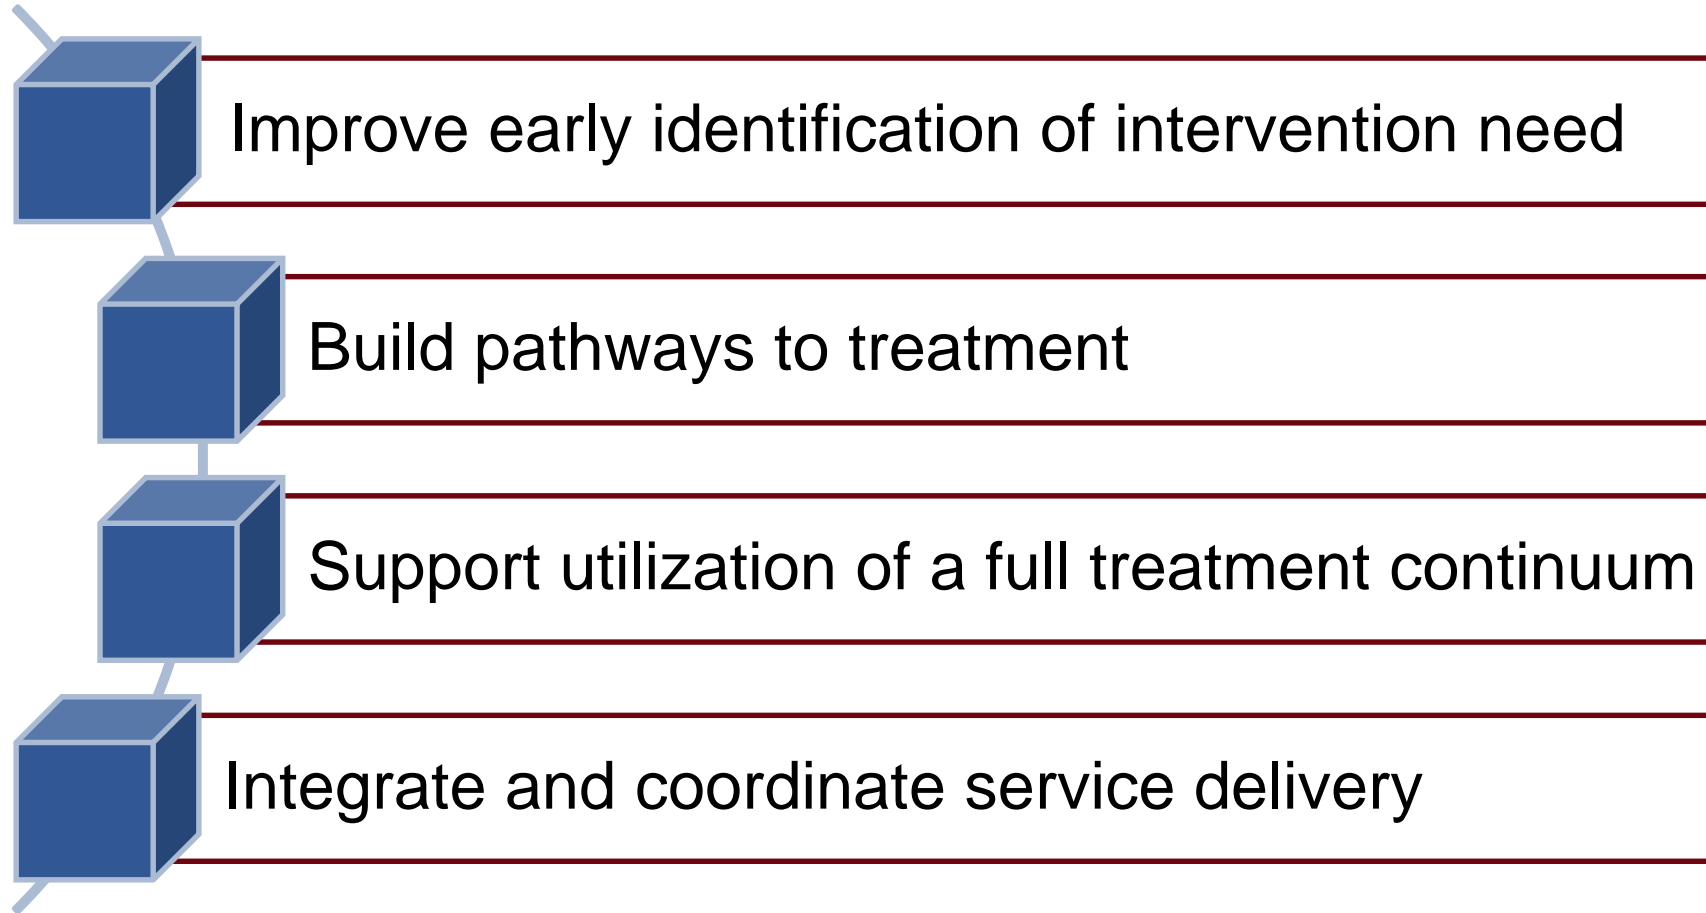 Improve early identification of intervention need
Build pathways to treatment
Support utilization of a full treatment continuum
Integrate and coordinate service delivery